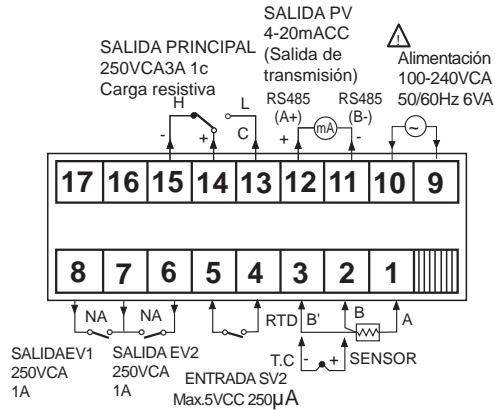 SALIDA PRINCIPAL
250VCA3A 1c
Carga resistiva
SALIDA PV
4-20mACC
(Salida de
transmisión)
Alimentación
100-240VCA
50/60Hz 6VA
H
L
RS485
(A+)
RS485
(B-)
- + C + mA - ~
17 16 15 14 13 12 11 10 9
8 7 6 5 4 3 2 1
NA NA
RTD B' B A
SALIDAEV1
250VCA
1A
SALIDA EV2
250VCA
1A
ENTRADA SV2
Max.5VCC 250µA
T.C - + SENSOR